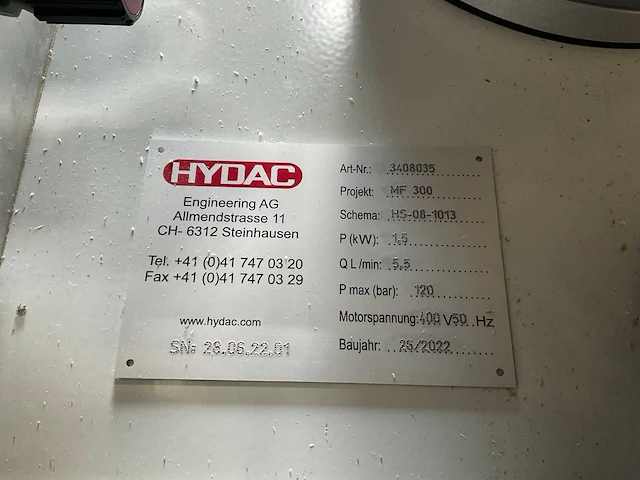 HYDAC
Engineering AG
Allmendstrasse 11
CH- 6312 Steinhausen
Tel. +41 (0)41 747 03 20
Fax +41 (0)41 747 03 29
www.hydac.com
SN: 28.06.22.01
Art-Nr.: 3408035
Projekt: MF 300
Schema: HS-08-1013
P (kW): 1,5
Q L/min: 5,5
P max (bar): 120
Motorspannung: 400 V50 Hz
Baujahr: 25/2022